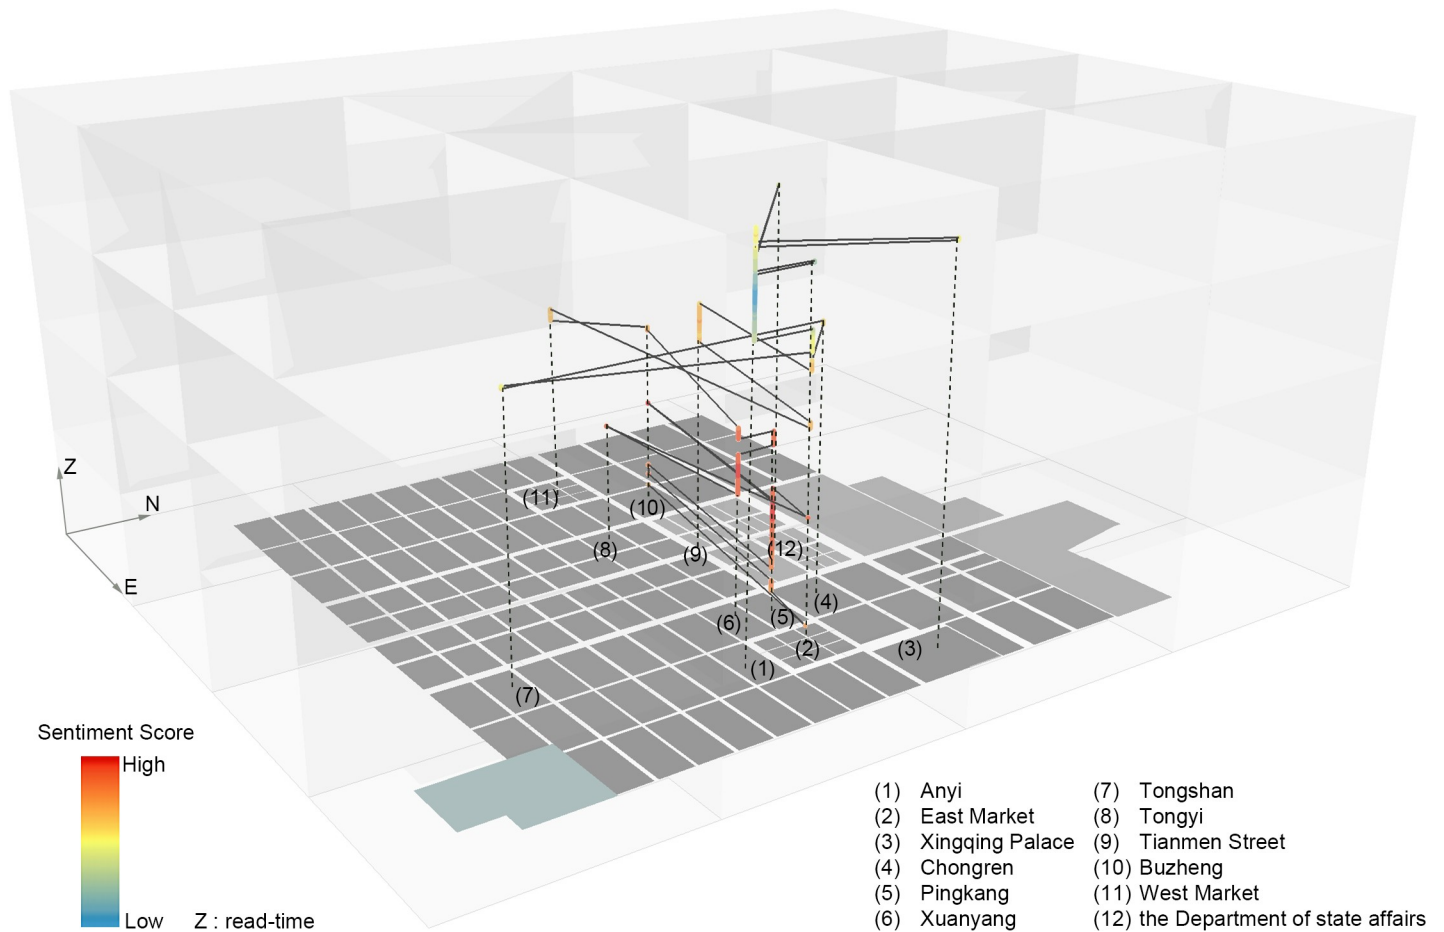 Z
N
E
(11)
(10)
(8)
(9)
(12)
(4)
(5)
(6)
(2)
(3)
(1)
(7)
Sentiment Score
High
Low
Z : read-time
(1) Anyi
(2) East Market
(3) Xingqing Palace
(4) Chongren
(5) Pingkang
(6) Xuanyang
(7) Tongshan
(8) Tongyi
(9) Tianmen Street
(10) Buzheng
(11) West Market
(12) the Department of state affairs